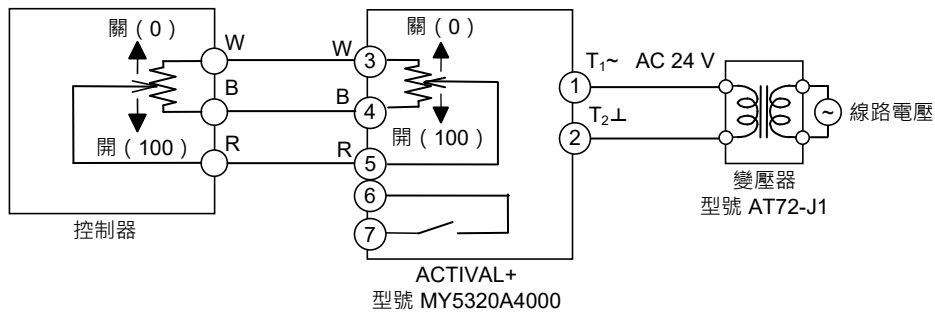 關（0）
W
B
開（100）
R
控制器
W
3
關（0）
B
4
開（100）
R
5
6
7
ACTIVAL+
型號 MY5320A4000
T₁~ AC 24 V
1
T₂⊥
2
~
線路電壓
變壓器
型號 AT72-J1